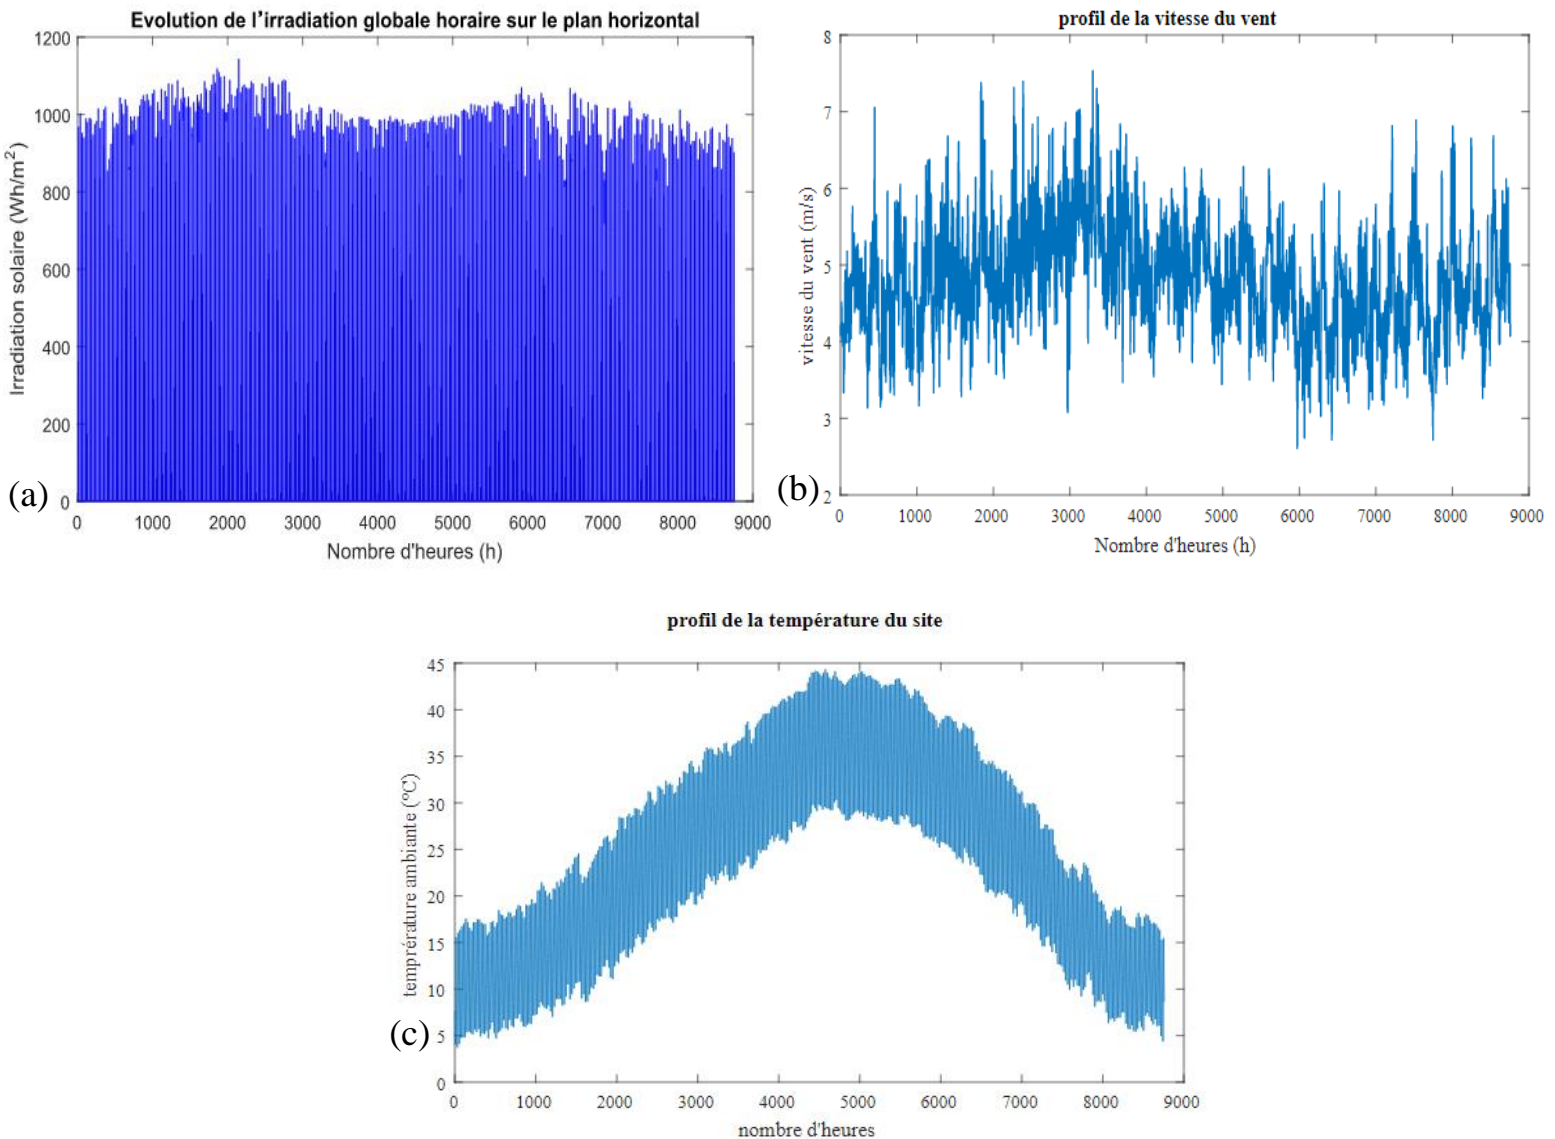 Evolution de l'irradiation globale horaire sur le plan horizontal
1200
1000
800
600
400
200
0
Irradiation solaire (Wh/m²)
(a)
0 1000 2000 3000 4000 5000 6000 7000 8000 9000
Nombre d'heures (h)
profil de la vitesse du vent
8
7
6
5
4
3
2
vitesse du vent (m/s)
(b)
0 1000 2000 3000 4000 5000 6000 7000 8000 9000
Nombre d'heures (h)
profil de la température du site
45
40
35
30
25
20
15
10
5
0
temprérature ambiante (°C)
(c)
0 1000 2000 3000 4000 5000 6000 7000 8000 9000
nombre d'heures